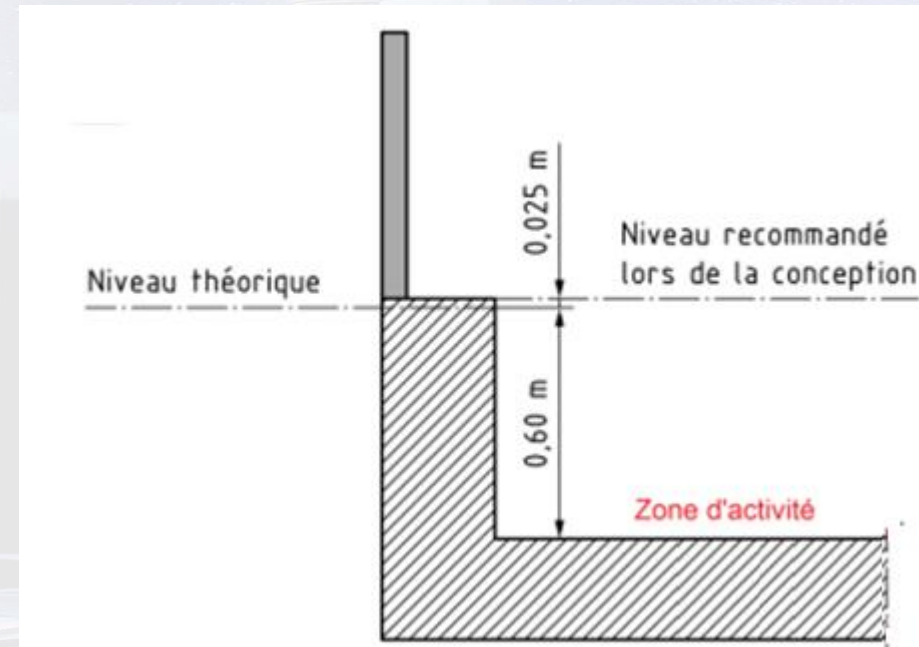 0,025 m
Niveau recommandé
lors de la conception
Niveau théorique
0,60 m
Zone d'activité